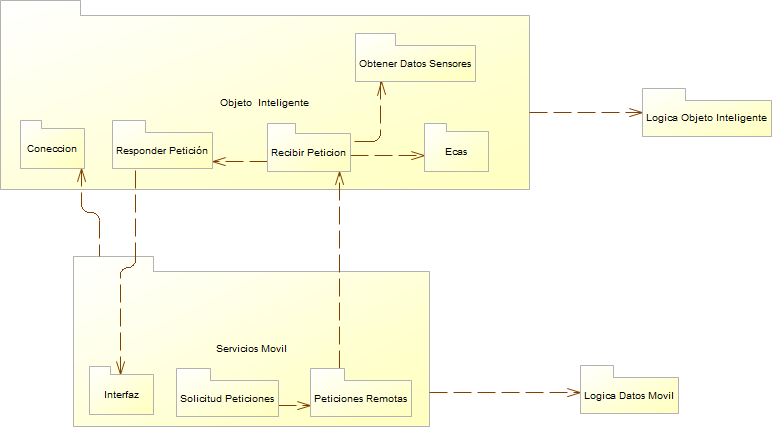 Obtener Datos Sensores
Objeto  Inteligente
Logica Objeto Inteligente
Coneccion
Responder Petición
Recibir Peticion
Ecas
Servicios Movil
Interfaz
Solicitud Peticiones
Peticiones Remotas
Logica Datos Movil